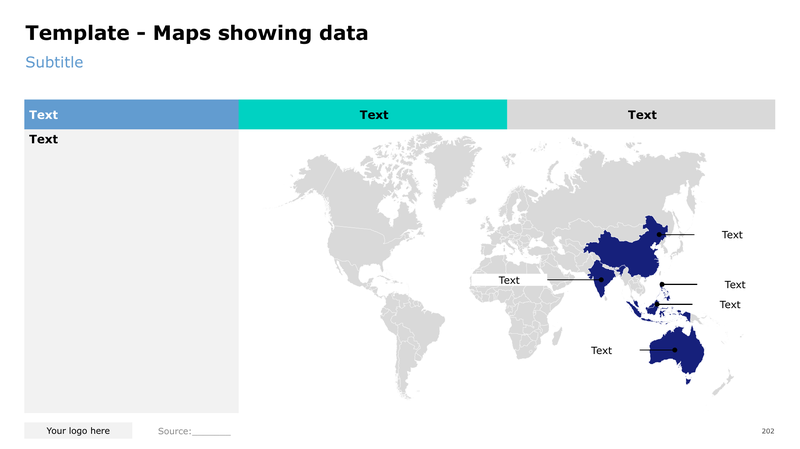 Template - Maps showing data
Subtitle
Text
Text
Text
Text
Text
Text
Text
Text
Text
Your logo here
Source:_______
202